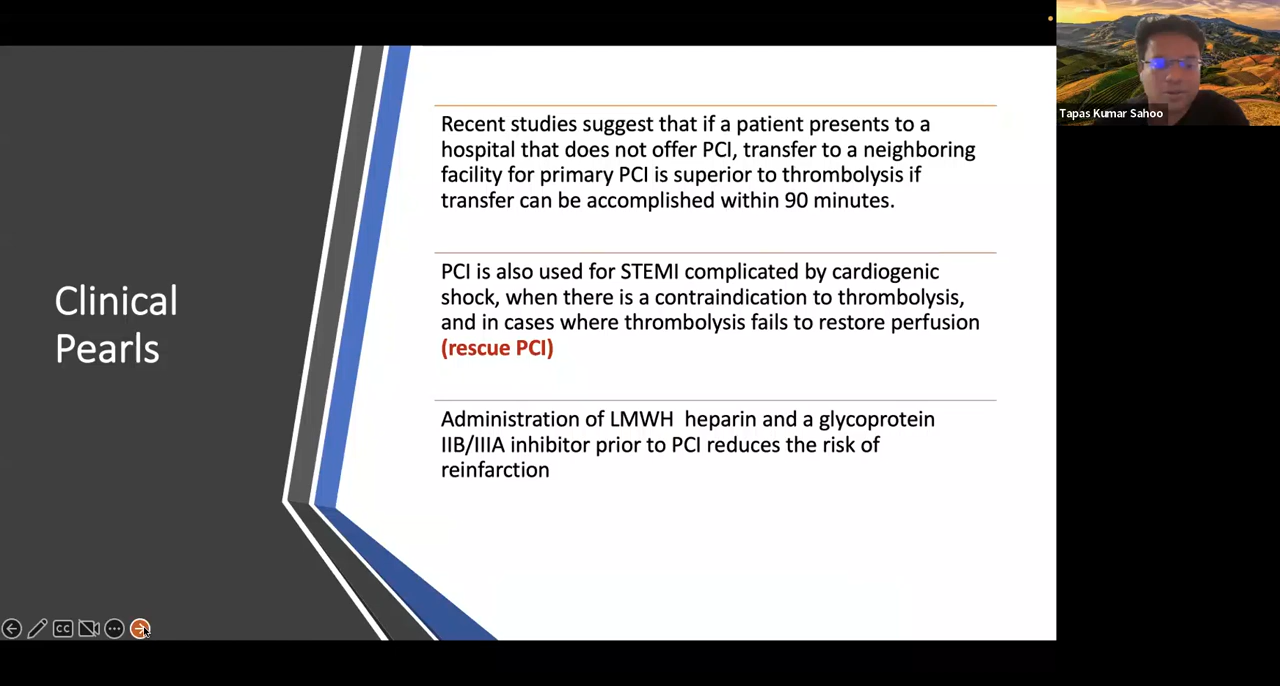 Clinical
Pearls
Recent studies suggest that if a patient presents to a
hospital that does not offer PCI, transfer to a neighboring
facility for primary PCI is superior to thrombolysis if
transfer can be accomplished within 90 minutes.
PCI is also used for STEMI complicated by cardiogenic
shock, when there is a contraindication to thrombolysis,
and in cases where thrombolysis fails to restore perfusion
(rescue PCI)
Administration of LMWH  heparin and a glycoprotein
IIB/IIIA inhibitor prior to PCI reduces the risk of
reinfarction
Tapas Kumar Sahoo
CC